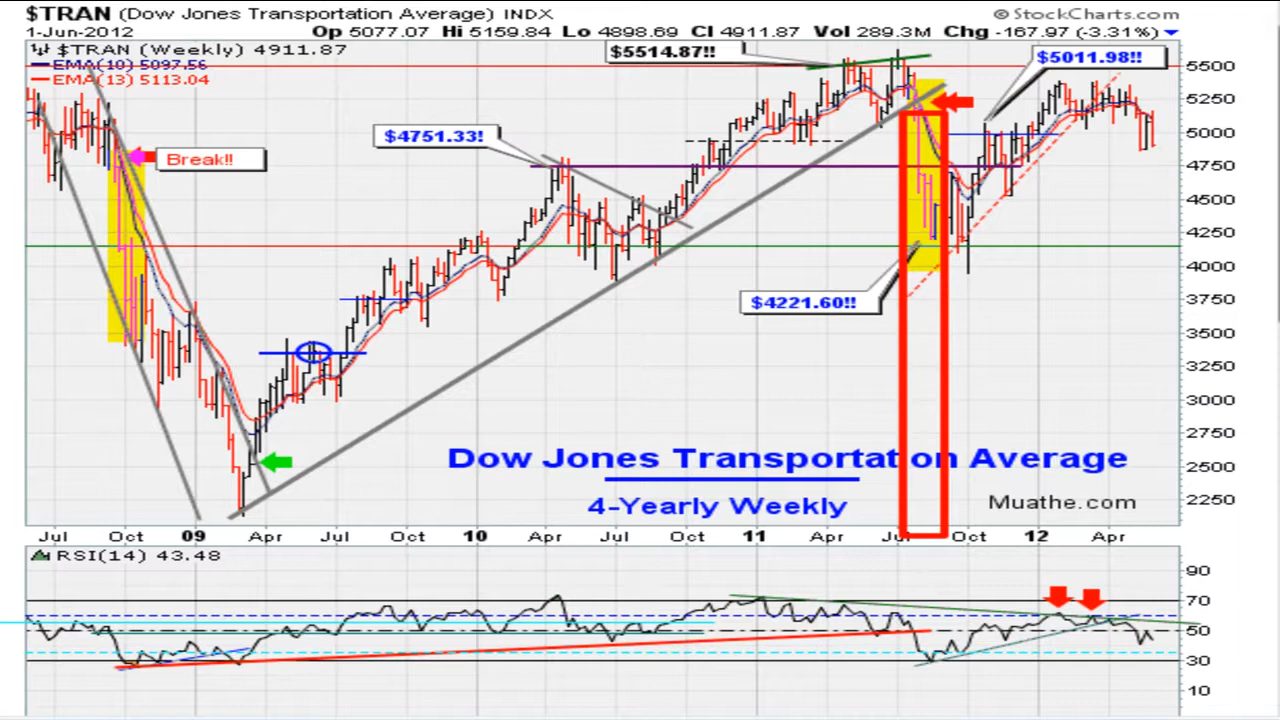 $TRAN (Dow Jones Transportation Average) INDX
© StockCharts.com
1-Jun-2012
Op 5077.07 Hi 5159.84 Lo 4898.69 Cl 4911.87 Vol 289.3M Chg -167.97 (-3.31%)
$TRAN (Weekly) 4911.87
EMA(10) 5097.56
EMA(13) 5113.04
$5514.87!!
$5011.98!!
$4751.33!
Break!!
$4221.60!!
5500
5250
5000
4750
4500
4250
4000
3750
3500
3250
3000
2750
2500
2250
Dow Jones Transportation Average
4-Yearly Weekly
Muathe.com
Jul Oct 09 Apr Jul Oct 10 Apr Jul Oct 11 Apr Jul Oct 12 Apr
RSI(14) 43.48
90
70
50
30
10